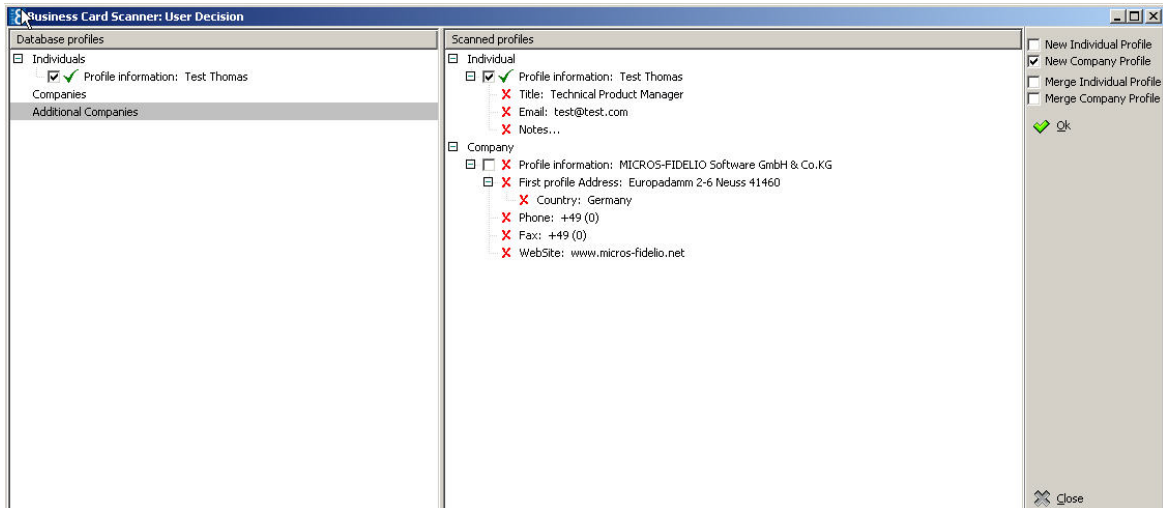 Business Card Scanner: User Decision
Database profiles
Individuals
Profile information: Test Thomas
Companies
Additional Companies
Scanned profiles
Individual
Profile information: Test Thomas
Title: Technical Product Manager
Email: test@test.com
Notes...
Company
Profile information: MICROS-FIDELIO Software GmbH & Co.KG
First profile Address: Europadamm 2-6 Neuss 41460
Country: Germany
Phone: +49 (0)
Fax: +49 (0)
WebSite: www.micros-fidelio.net
New Individual Profile
New Company Profile
Merge Individual Profile
Merge Company Profile
Ok
Close